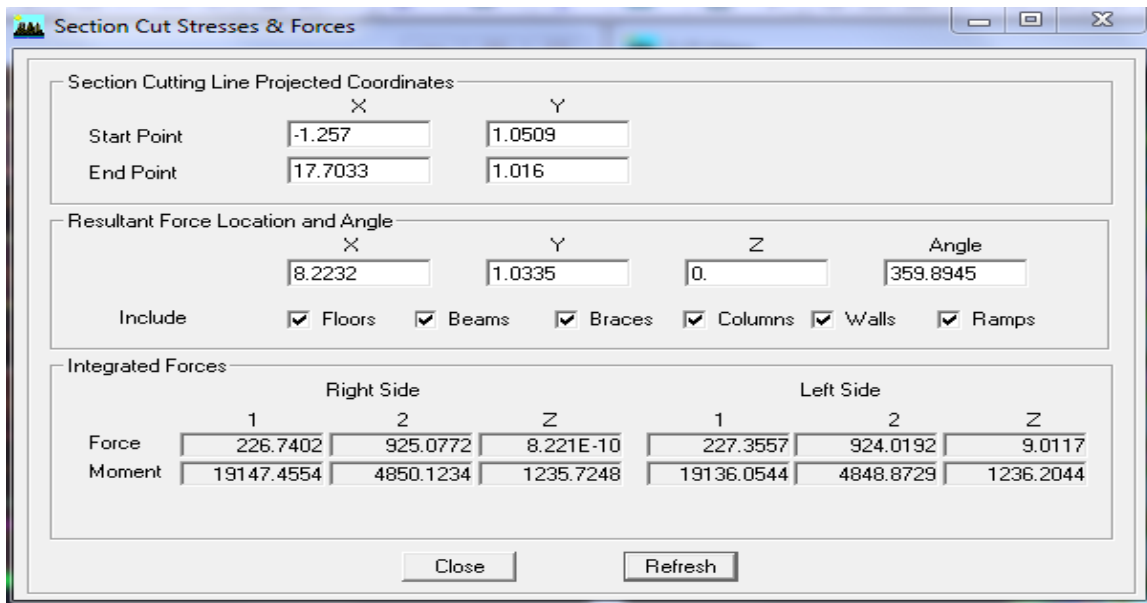 Section Cut Stresses & Forces
Section Cutting Line Projected Coordinates
X Y
Start Point -1.257 1.0509
End Point 17.7033 1.016
Resultant Force Location and Angle
X Y Z Angle
8.2232 1.0335 0. 359.8945
Include Floors Beams Braces Columns Walls Ramps
Integrated Forces
Right Side Left Side
1 2 Z 1 2 Z
Force 226.7402 925.0772 8.221E-10 227.3557 924.0192 9.0117
Moment 19147.4554 4850.1234 1235.7248 19136.0544 4848.8729 1236.2044
Close Refresh